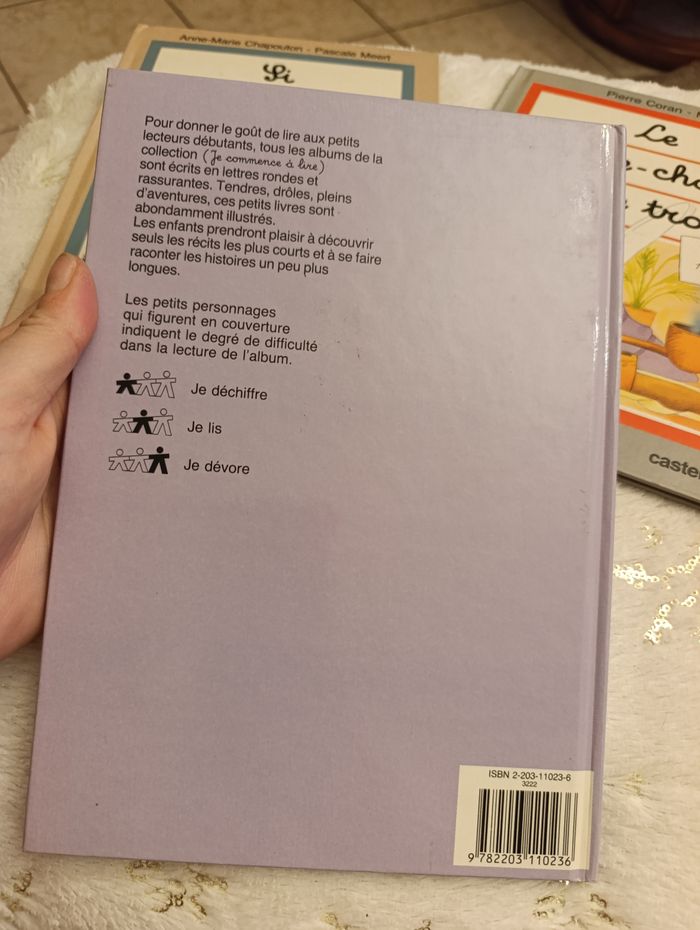 Anne-Marie Chapouton - Pascale Meert
Si
Pierre Coran -
Le
e-cha
tro
caste
Pour donner le goût de lire aux petits
lecteurs débutants, tous les albums de la
collection (Je commence à lire)
sont écrits en lettres rondes et
rassurantes. Tendres, drôles, pleins
d'aventures, ces petits livres sont
abondamment illustrés.
Les enfants prendront plaisir à découvrir
seuls les récits les plus courts et à se faire
raconter les histoires un peu plus
longues.
Les petits personnages
qui figurent en couverture
indiquent le degré de difficulté
dans la lecture de l'album.
Je déchiffre
Je lis
Je dévore
ISBN 2-203-11023-6
3222
9 782203 110236